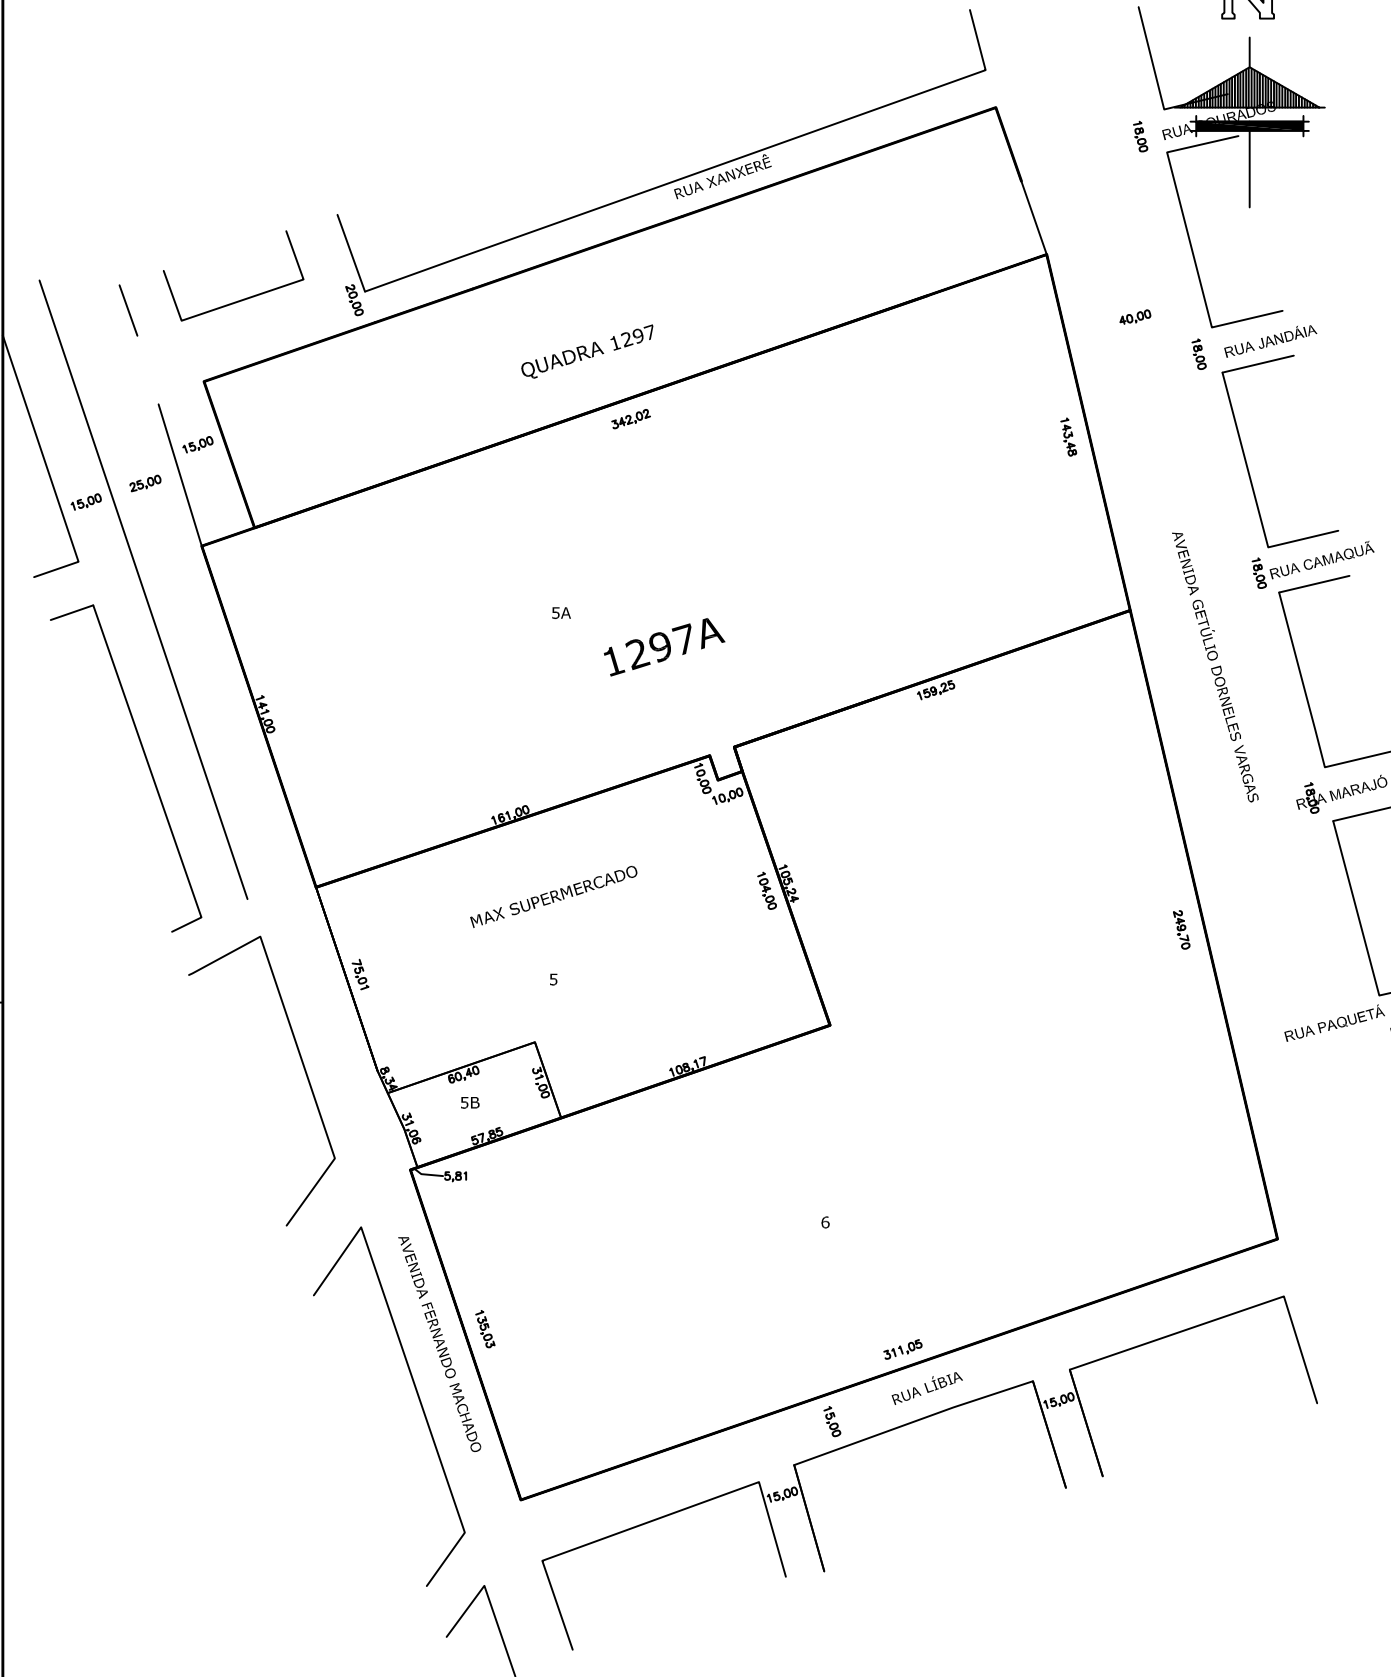 N
18,00
RUA DOURADOS
RUA XANXERÊ
20,00
40,00
QUADRA 1297
18,00
RUA JANDÁIA
342,02
15,00
143,48
25,00
15,00
18,00
RUA CAMAQUÃ
5A
1297A
AVENIDA GETÚLIO DORNELES VARGAS
159,25
141,00
10,00
10,00
18,00
RUA MARAJÓ
161,00
MAX SUPERMERCADO
104,00
105,24
249,70
75,01
5
RUA PAQUETÁ
8,34
60,40
31,00
108,17
5B
31,06
57,85
5,81
6
AVENIDA FERNANDO MACHADO
135,03
311,05
RUA LÍBIA
15,00
15,00
15,00